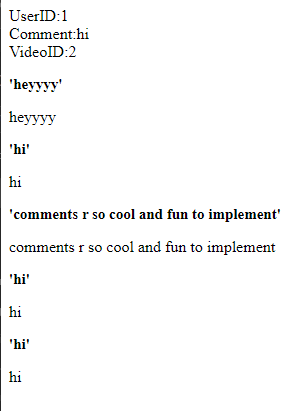 UserID:1
Comment:hi
VideoID:2
'heyyyy'
heyyyy
'hi'
hi
'comments r so cool and fun to implement'
comments r so cool and fun to implement
'hi'
hi
'hi'
hi